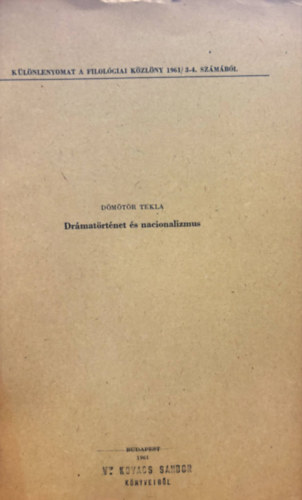 KÜLÖNLENYOMAT A FILOLÓGIAI KÖZLÖNY 1961/3-4. SZÁMÁBÓL
DÖMÖTÖR TEKLA
Drámatörténet és nacionalizmus
BUDAPEST
1961
V. KOVÁCS SÁNDOR
KÖNYVEIBŐL